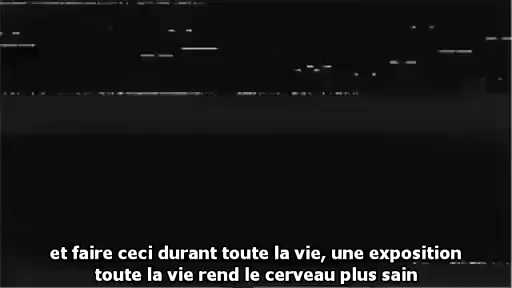 et faire ceci durant toute la vie, une exposition
toute la vie rend le cerveau plus sain